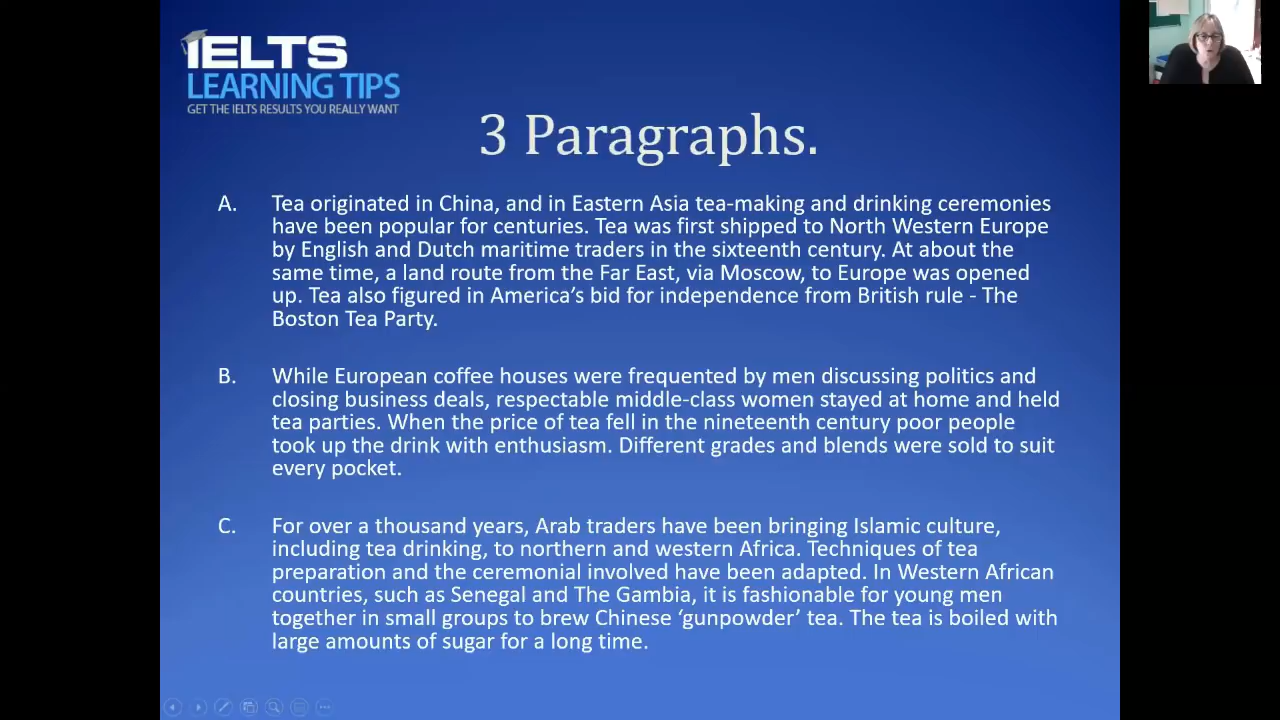 IELTS
LEARNING TIPS
GET THE IELTS RESULTS YOU REALLY WANT
3 Paragraphs.
A. Tea originated in China, and in Eastern Asia tea-making and drinking ceremonies
have been popular for centuries. Tea was first shipped to North Western Europe
by English and Dutch maritime traders in the sixteenth century. At about the
same time, a land route from the Far East, via Moscow, to Europe was opened
up. Tea also figured in America’s bid for independence from British rule - The
Boston Tea Party.
B. While European coffee houses were frequented by men discussing politics and
closing business deals, respectable middle-class women stayed at home and held
tea parties. When the price of tea fell in the nineteenth century poor people
took up the drink with enthusiasm. Different grades and blends were sold to suit
every pocket.
C. For over a thousand years, Arab traders have been bringing Islamic culture,
including tea drinking, to northern and western Africa. Techniques of tea
preparation and the ceremonial involved have been adapted. In Western African
countries, such as Senegal and The Gambia, it is fashionable for young men
together in small groups to brew Chinese ‘gunpowder’ tea. The tea is boiled with
large amounts of sugar for a long time.